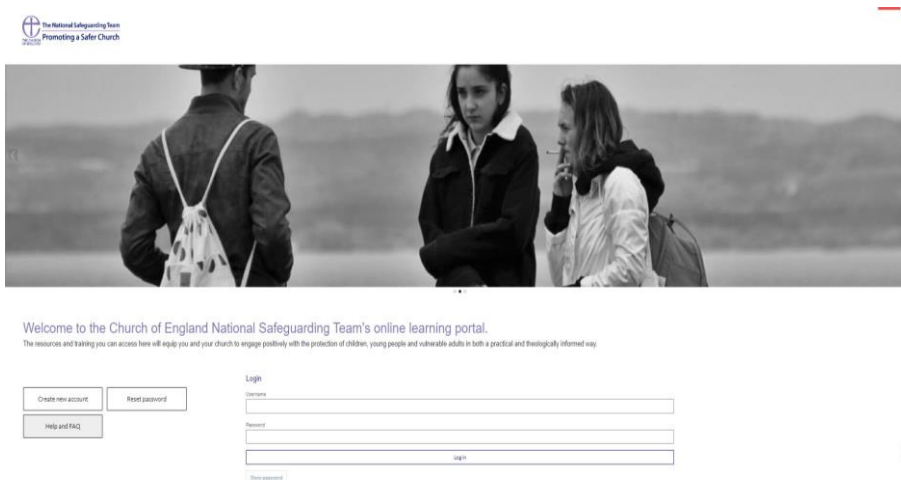 The National Safeguarding Team
Promoting a Safer Church
Welcome to the Church of England National Safeguarding Team's online learning portal.
The resources and training you can access here will equip you and your church to engage positively with the protection of children, young people and vulnerable adults in both a practical and theologically informed way.
Login
Create new account
Reset password
Username
Help and FAQ
Password
Log in
Show password